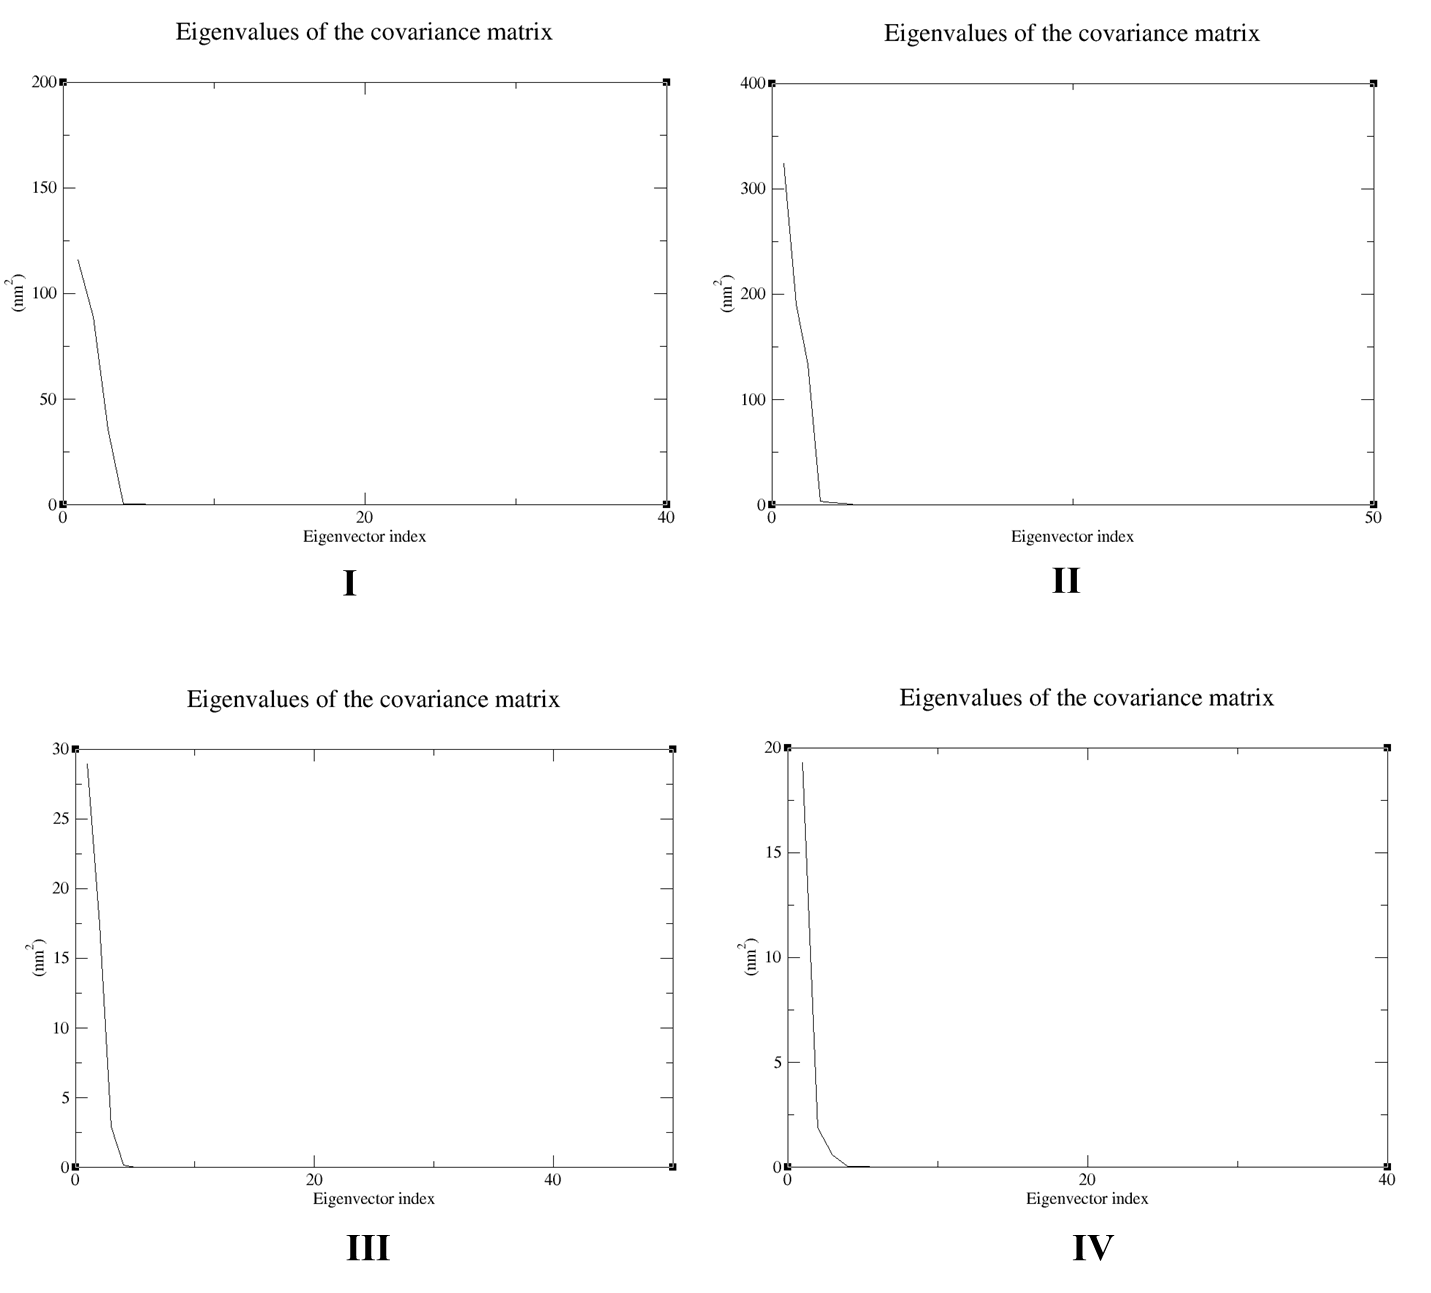 Eigenvalues of the covariance matrix
200
150
100
50
0
(nm2)
0 20 40
Eigenvector index
I
Eigenvalues of the covariance matrix
400
300
200
100
0
(nm2)
0 50
Eigenvector index
II
Eigenvalues of the covariance matrix
30
25
20
15
10
5
0
(nm2)
0 20 40
Eigenvector index
III
Eigenvalues of the covariance matrix
20
15
10
5
0
(nm2)
0 20 40
Eigenvector index
IV